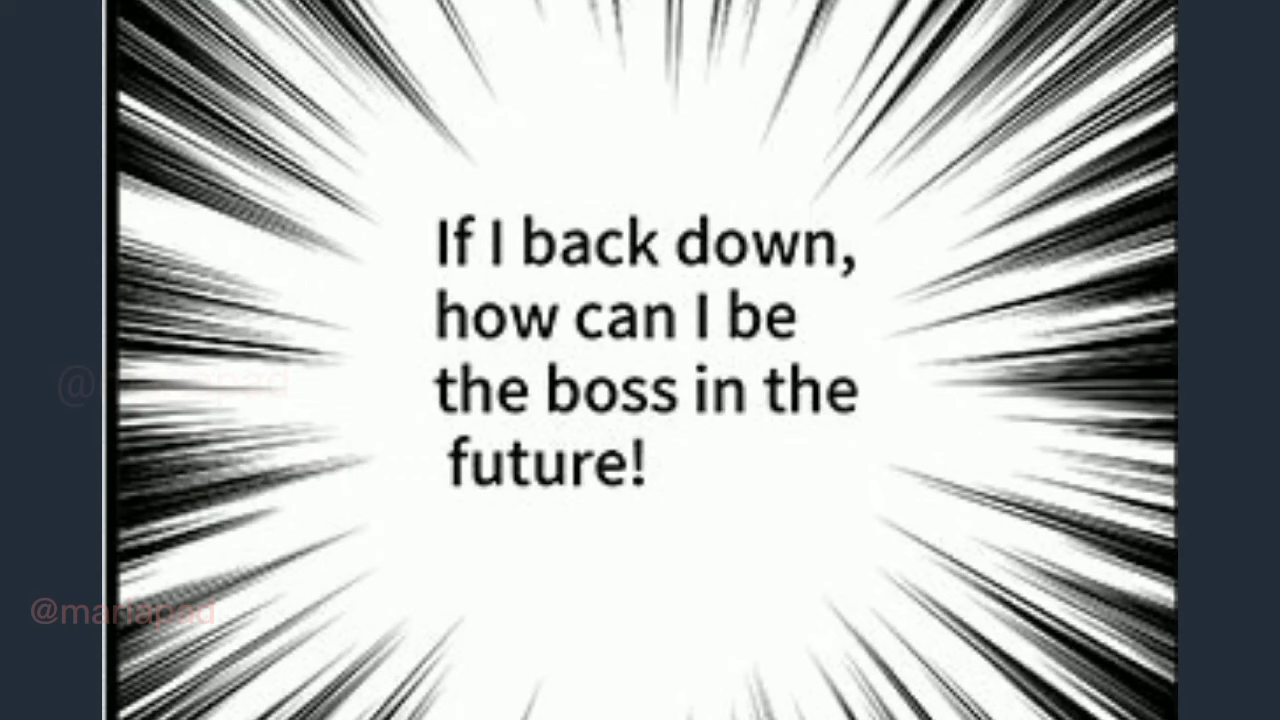 If I back down,
how can I be
the boss in the
future!
@mariapad